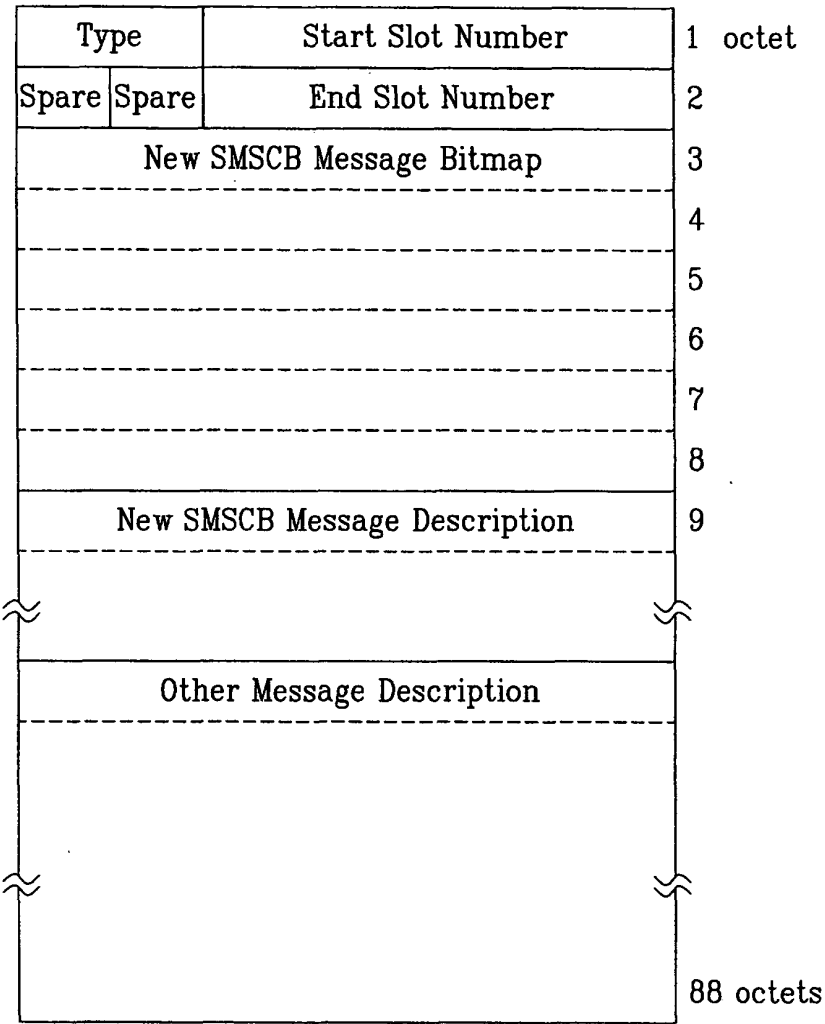 Type Start Slot Number 1 octet
Spare Spare End Slot Number 2
New SMSCB Message Bitmap 3
4
5
6
7
8
New SMSCB Message Description 9
Other Message Description
88 octets